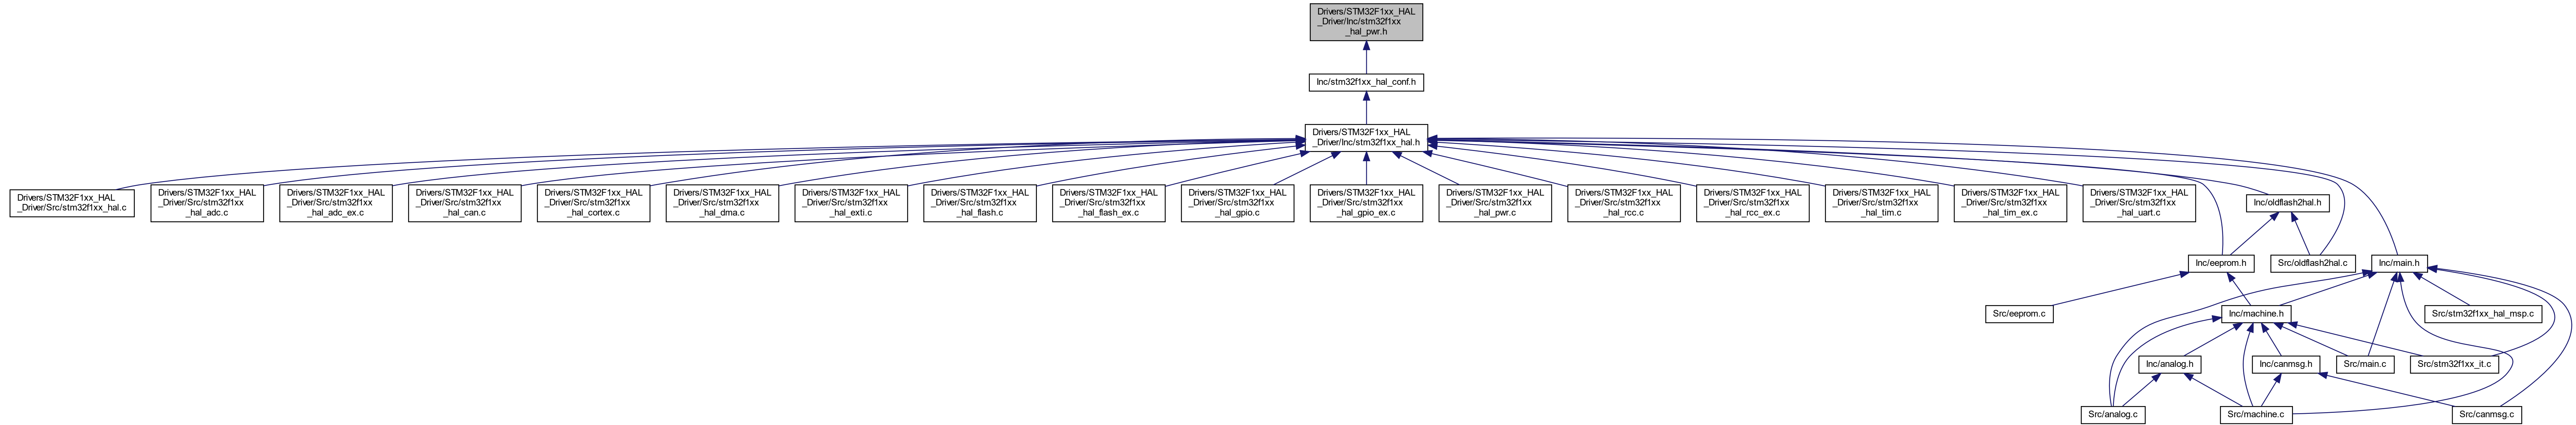 Drivers/STM32F1xx_HAL
_Driver/Inc/stm32f1xx
_hal_pwr.h
Inc/stm32f1xx_hal_conf.h
Drivers/STM32F1xx_HAL
_Driver/Inc/stm32f1xx_hal.h
Drivers/STM32F1xx_HAL
_Driver/Src/stm32f1xx_hal.c
Drivers/STM32F1xx_HAL
_Driver/Src/stm32f1xx
_hal_adc.c
Drivers/STM32F1xx_HAL
_Driver/Src/stm32f1xx
_hal_adc_ex.c
Drivers/STM32F1xx_HAL
_Driver/Src/stm32f1xx
_hal_can.c
Drivers/STM32F1xx_HAL
_Driver/Src/stm32f1xx
_hal_cortex.c
Drivers/STM32F1xx_HAL
_Driver/Src/stm32f1xx
_hal_dma.c
Drivers/STM32F1xx_HAL
_Driver/Src/stm32f1xx
_hal_exti.c
Drivers/STM32F1xx_HAL
_Driver/Src/stm32f1xx
_hal_flash.c
Drivers/STM32F1xx_HAL
_Driver/Src/stm32f1xx
_hal_flash_ex.c
Drivers/STM32F1xx_HAL
_Driver/Src/stm32f1xx
_hal_gpio.c
Drivers/STM32F1xx_HAL
_Driver/Src/stm32f1xx
_hal_gpio_ex.c
Drivers/STM32F1xx_HAL
_Driver/Src/stm32f1xx
_hal_pwr.c
Drivers/STM32F1xx_HAL
_Driver/Src/stm32f1xx
_hal_rcc.c
Drivers/STM32F1xx_HAL
_Driver/Src/stm32f1xx
_hal_rcc_ex.c
Drivers/STM32F1xx_HAL
_Driver/Src/stm32f1xx
_hal_tim.c
Drivers/STM32F1xx_HAL
_Driver/Src/stm32f1xx
_hal_tim_ex.c
Drivers/STM32F1xx_HAL
_Driver/Src/stm32f1xx
_hal_uart.c
Inc/oldflash2hal.h
Inc/eeprom.h
Src/oldflash2hal.c
Inc/main.h
Src/eeprom.c
Inc/machine.h
Src/stm32f1xx_hal_msp.c
Inc/analog.h
Inc/canmsg.h
Src/main.c
Src/stm32f1xx_it.c
Src/analog.c
Src/machine.c
Src/canmsg.c